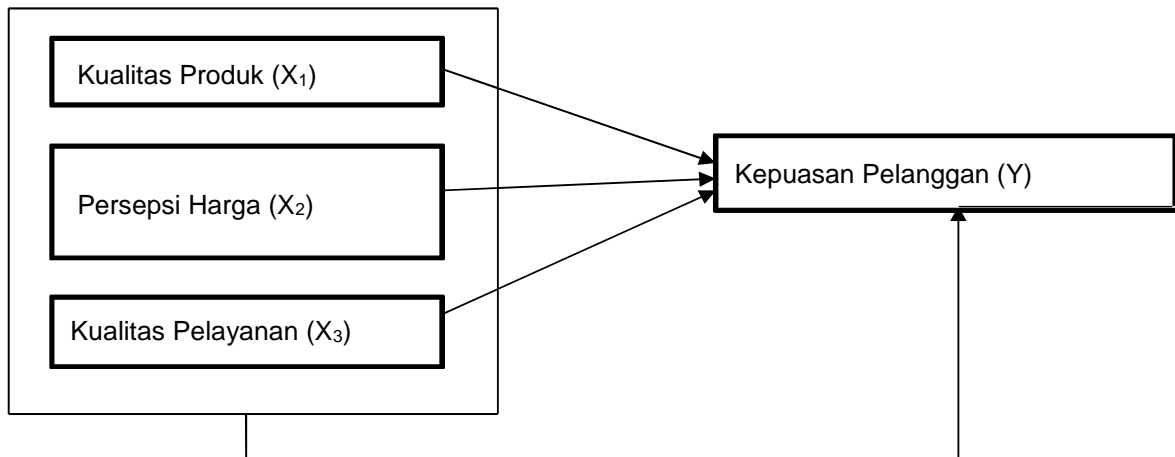 Kualitas Produk (X₁)
Persepsi Harga (X₂)
Kepuasan Pelanggan (Y)
Kualitas Pelayanan (X₃)